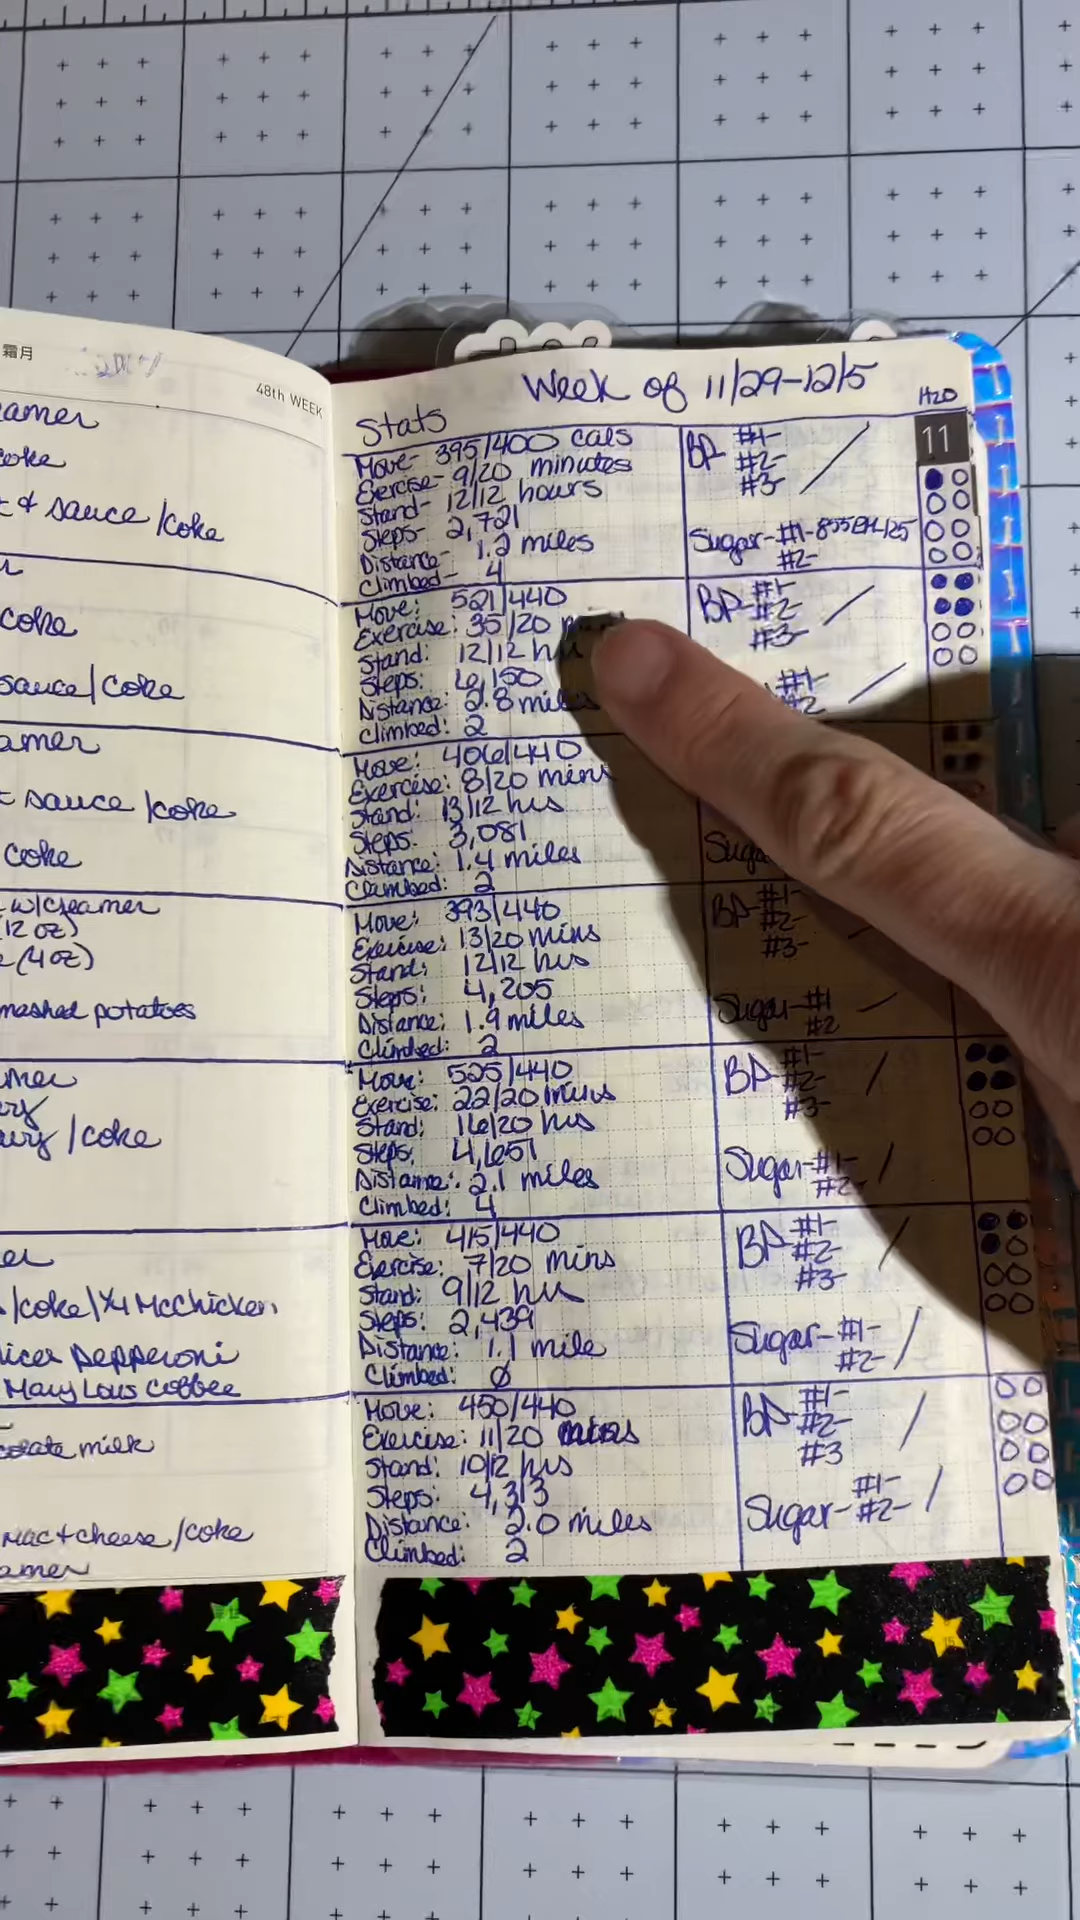 霜月
48th WEEK
coke
& sauce / coke
coke
sauce / coke
sauce / coke
coke
w/creamer
(12 oz)
(4 oz)
mashed potatoes
/ coke
/coke/ McChicken
pepperoni
Mary Lous coffee
milk
Mac + cheese / coke
Week of 11/29-12/5
H2O
11
Stats
Move- 395/400 cals
Exercise- 9/20 minutes
Stand- 12/12 hours
Steps- 2,721
Distance- 1.2 miles
Climbed- 4
BP #1-
#2-
#3-
/
Sugar-#1-
#2-
Move: 521/440
Exercise: 35/20
Stand: 12/12
Steps: 6,150
Distance: 2.8 miles
Climbed: 2
BP-#1-
#2-
#3-
/
#1-
#2
/
Move: 406/440
Exercise: 8/20 mins
Stand: 13/12 hrs
Steps: 3,081
Distance: 1.4 miles
Climbed: 2
Move: 393/440
Exercise: 13/20 mins
Stand: 12/12 hrs
Steps: 4,205
Distance: 1.9 miles
Climbed: 2
BP-#1-
#2-
#3-
Sugar-#1
#2
/
Move: 525/440
Exercise: 22/20 mins
Stand: 16/20 hrs
Steps: 4,651
Distance: 2.1 miles
Climbed: 4
BP-#1-
#2-
#3-
/
Sugar-#1-
#2-
/
Move: 415/440
Exercise: 7/20 mins
Stand: 9/12 hrs
Steps: 2,439
Distance: 1.1 mile
Climbed: Ø
BP-#1-
#2-
#3-
/
Sugar-#1-
#2-
/
Move: 450/440
Exercise: 11/20
Stand: 10/12 hrs
Steps: 4,313
Distance: 2.0 miles
Climbed: 2
BP-#1-
#2-
#3
/
Sugar-#1-
#2-
/